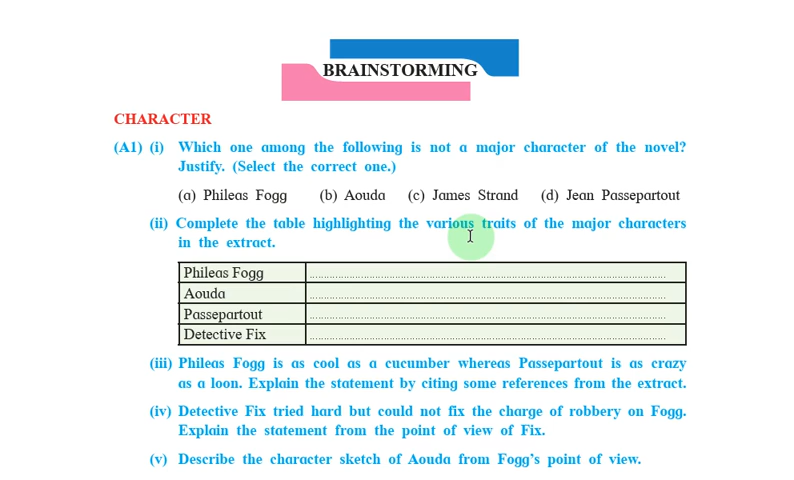 BRAINSTORMING
CHARACTER
(A1) (i) Which one among the following is not a major character of the novel?
Justify. (Select the correct one.)
(a) Phileas Fogg (b) Aouda (c) James Strand (d) Jean Passepartout
(ii) Complete the table highlighting the various traits of the major characters
in the extract.
Phileas Fogg
Aouda
Passepartout
Detective Fix
(iii) Phileas Fogg is as cool as a cucumber whereas Passepartout is as crazy
as a loon. Explain the statement by citing some references from the extract.
(iv) Detective Fix tried hard but could not fix the charge of robbery on Fogg.
Explain the statement from the point of view of Fix.
(v) Describe the character sketch of Aouda from Fogg's point of view.